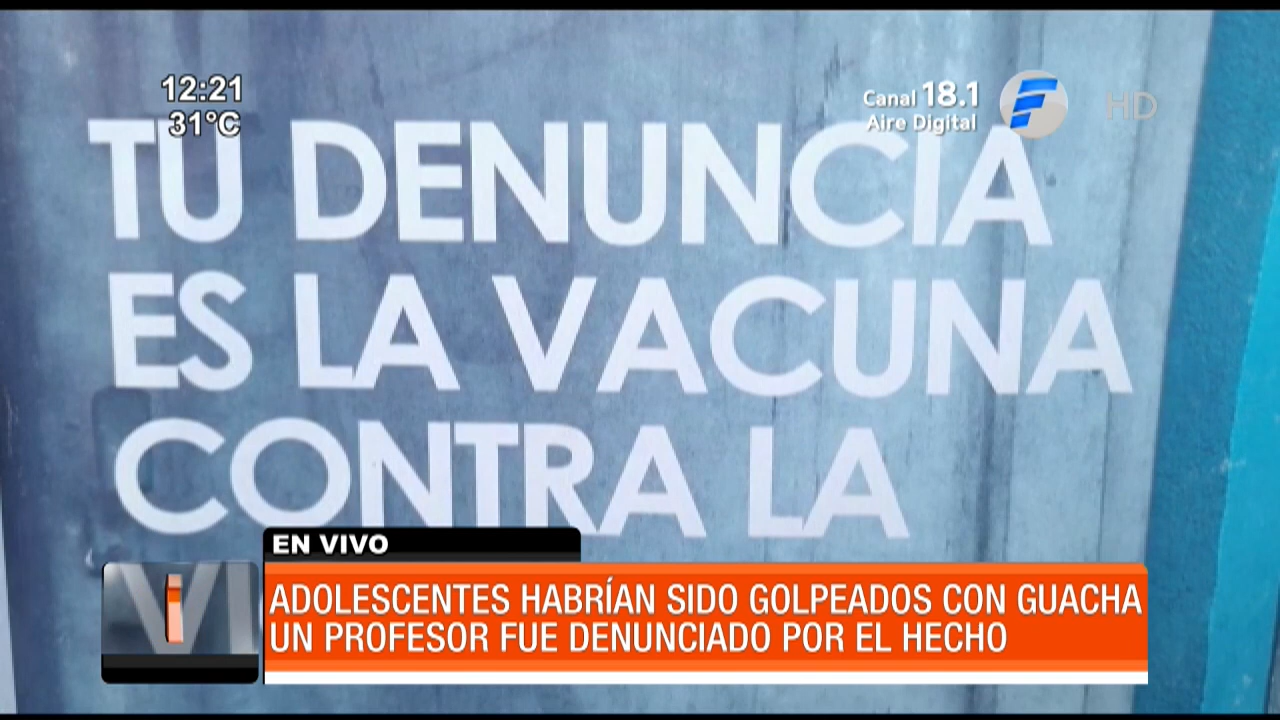 12:21
31°C
Canal 18.1
Aire Digital
HD
TU DENUNCIA
ES LA VACUNA
CONTRA LA
EN VIVO
VI
ADOLESCENTES HABRÍAN SIDO GOLPEADOS CON GUACHA
UN PROFESOR FUE DENUNCIADO POR EL HECHO